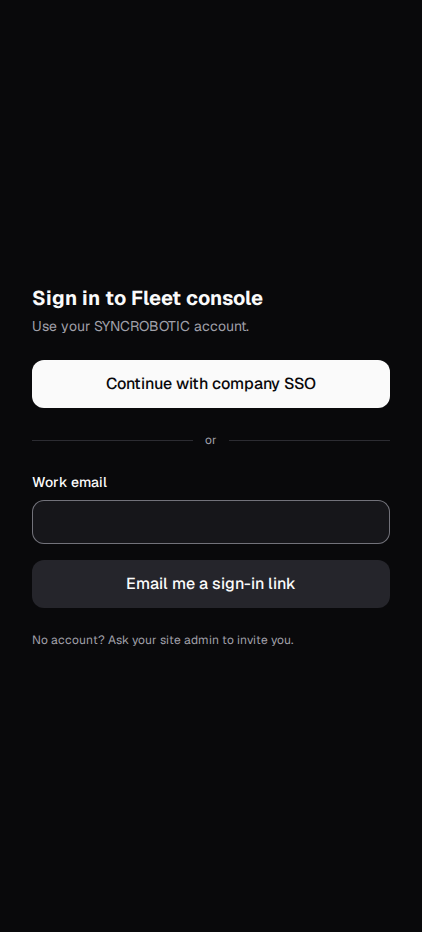 Sign in to Fleet console
Use your SYNCROBOTIC account.
Continue with company SSO
or
Work email
Email me a sign-in link
No account? Ask your site admin to invite you.